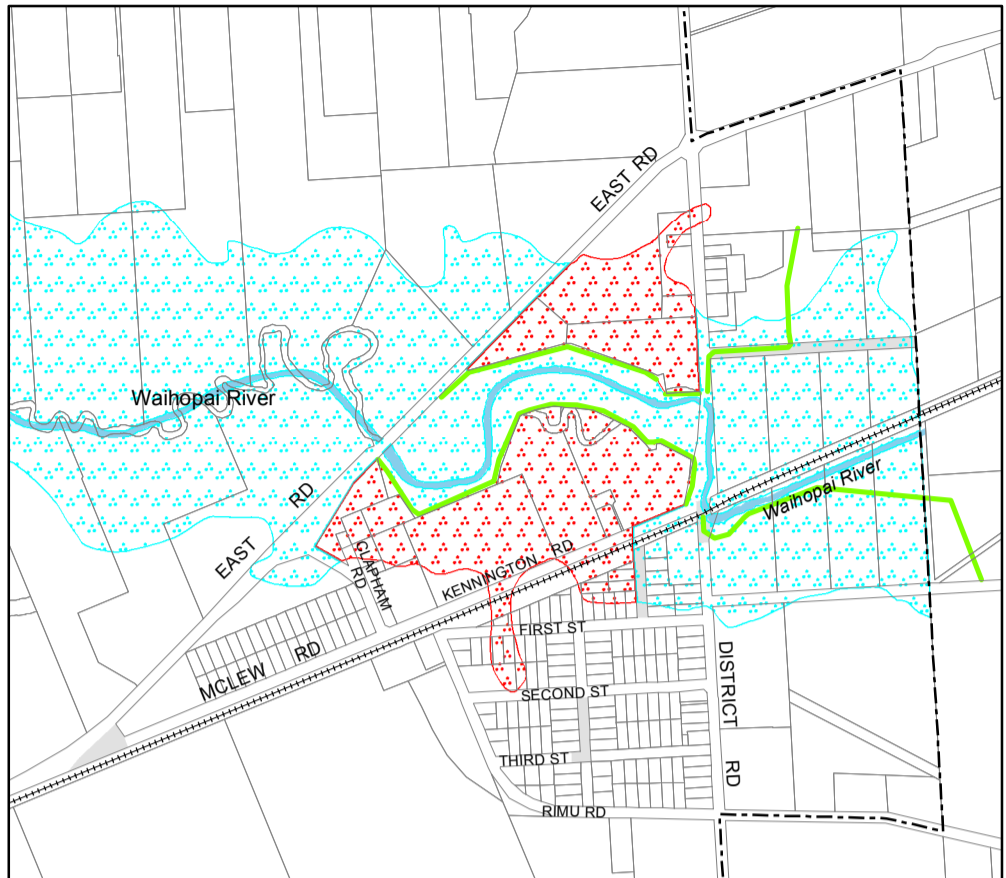 EAST RD
Waihopai River
Waihopai River
EAST RD
CLAPHAM RD
KENNINGTON RD
MCLEW RD
FIRST ST
SECOND ST
THIRD ST
RIMU RD
DISTRICT RD